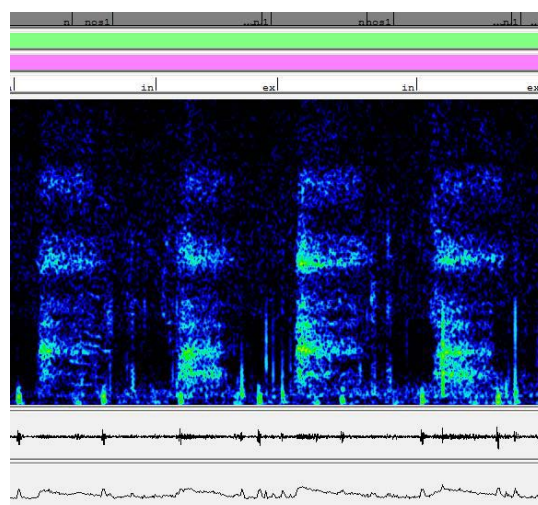 n| nos1| ...n1| nhos1| ...n1| ...
in| ex| in| ex